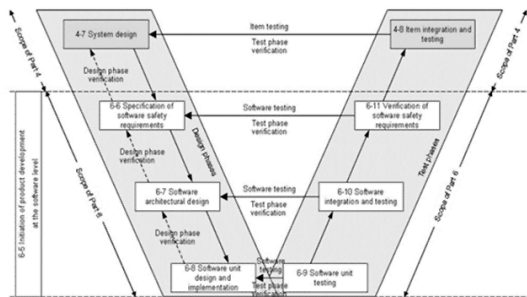 4-7 System design
Item testing
Test phase
verification
4-8 Item integration and
testing
Scope of Part 4
Scope of Part 4
Design phase
verification
6-6 Specification of
software safety
requirements
Software testing
Test phase
verification
6-11 Verification of
software safety
requirements
Design phases
Test phases
Design phase
verification
6-5 Initiation of product development
at the software level
Scope of Part 6
Scope of Part 6
6-7 Software
architectural design
Software testing
Test phase
verification
6-10 Software
integration and testing
Design phase
verification
6-8 Software unit
design and
implementation
Software
testing
Test phase
verification
6-9 Software unit
testing